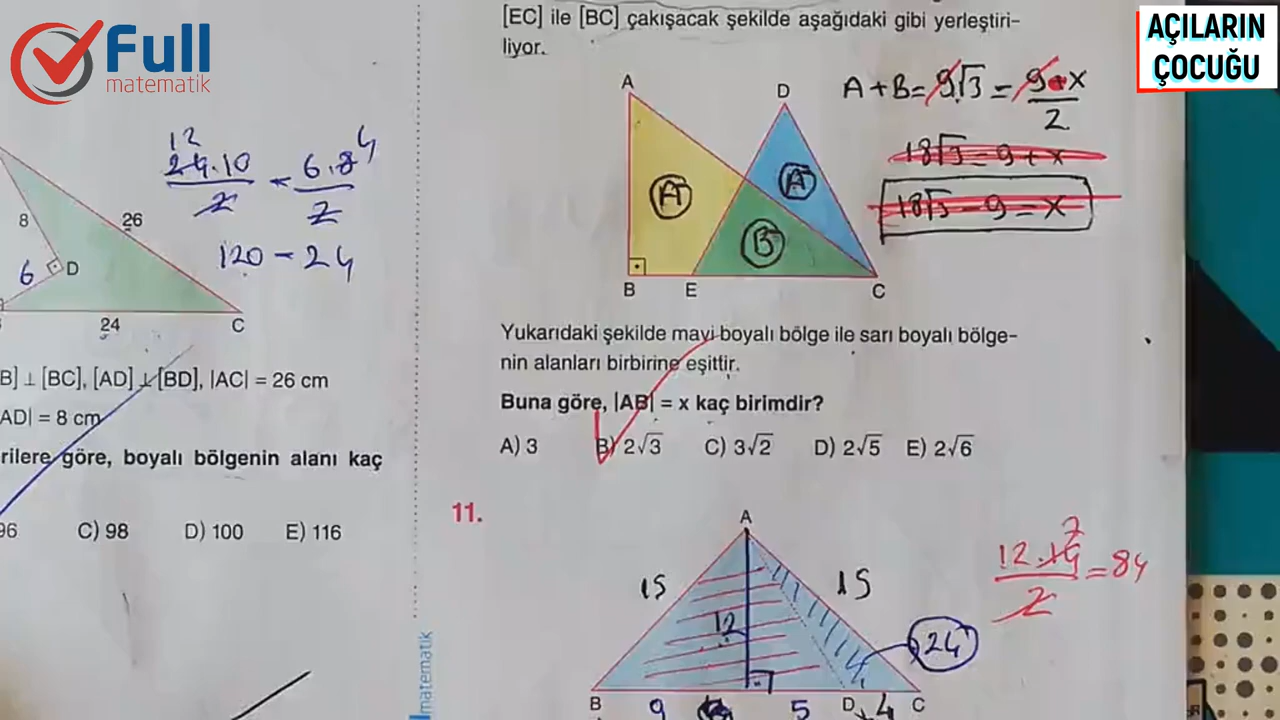 Full
matematik
AÇILARIN
ÇOCUĞU
[EC] ile [BC] çakışacak şekilde aşağıdaki gibi yerleştiri-
liyor.
A
D
A
A
B
B
E
C
A+B=9√3=9+x
2
18√3=9+x
18√3-9=x
12
24.10
2
-
6.8
4
2
120-24
8
26
6
D
24
C
B] ⊥ [BC], [AD] ⊥ [BD], |AC| = 26 cm
AD| = 8 cm
rilere göre, boyalı bölgenin alanı kaç
96 C) 98 D) 100 E) 116
Yukarıdaki şekilde mavi boyalı bölge ile sarı boyalı bölge-
nin alanları birbirine eşittir.
Buna göre, |AB| = x kaç birimdir?
A) 3 B) 2√3 C) 3√2 D) 2√5 E) 2√6
11.
A
15
15
12
24
B
9
5
D
4
C
12.14
7
2
=84
matematik